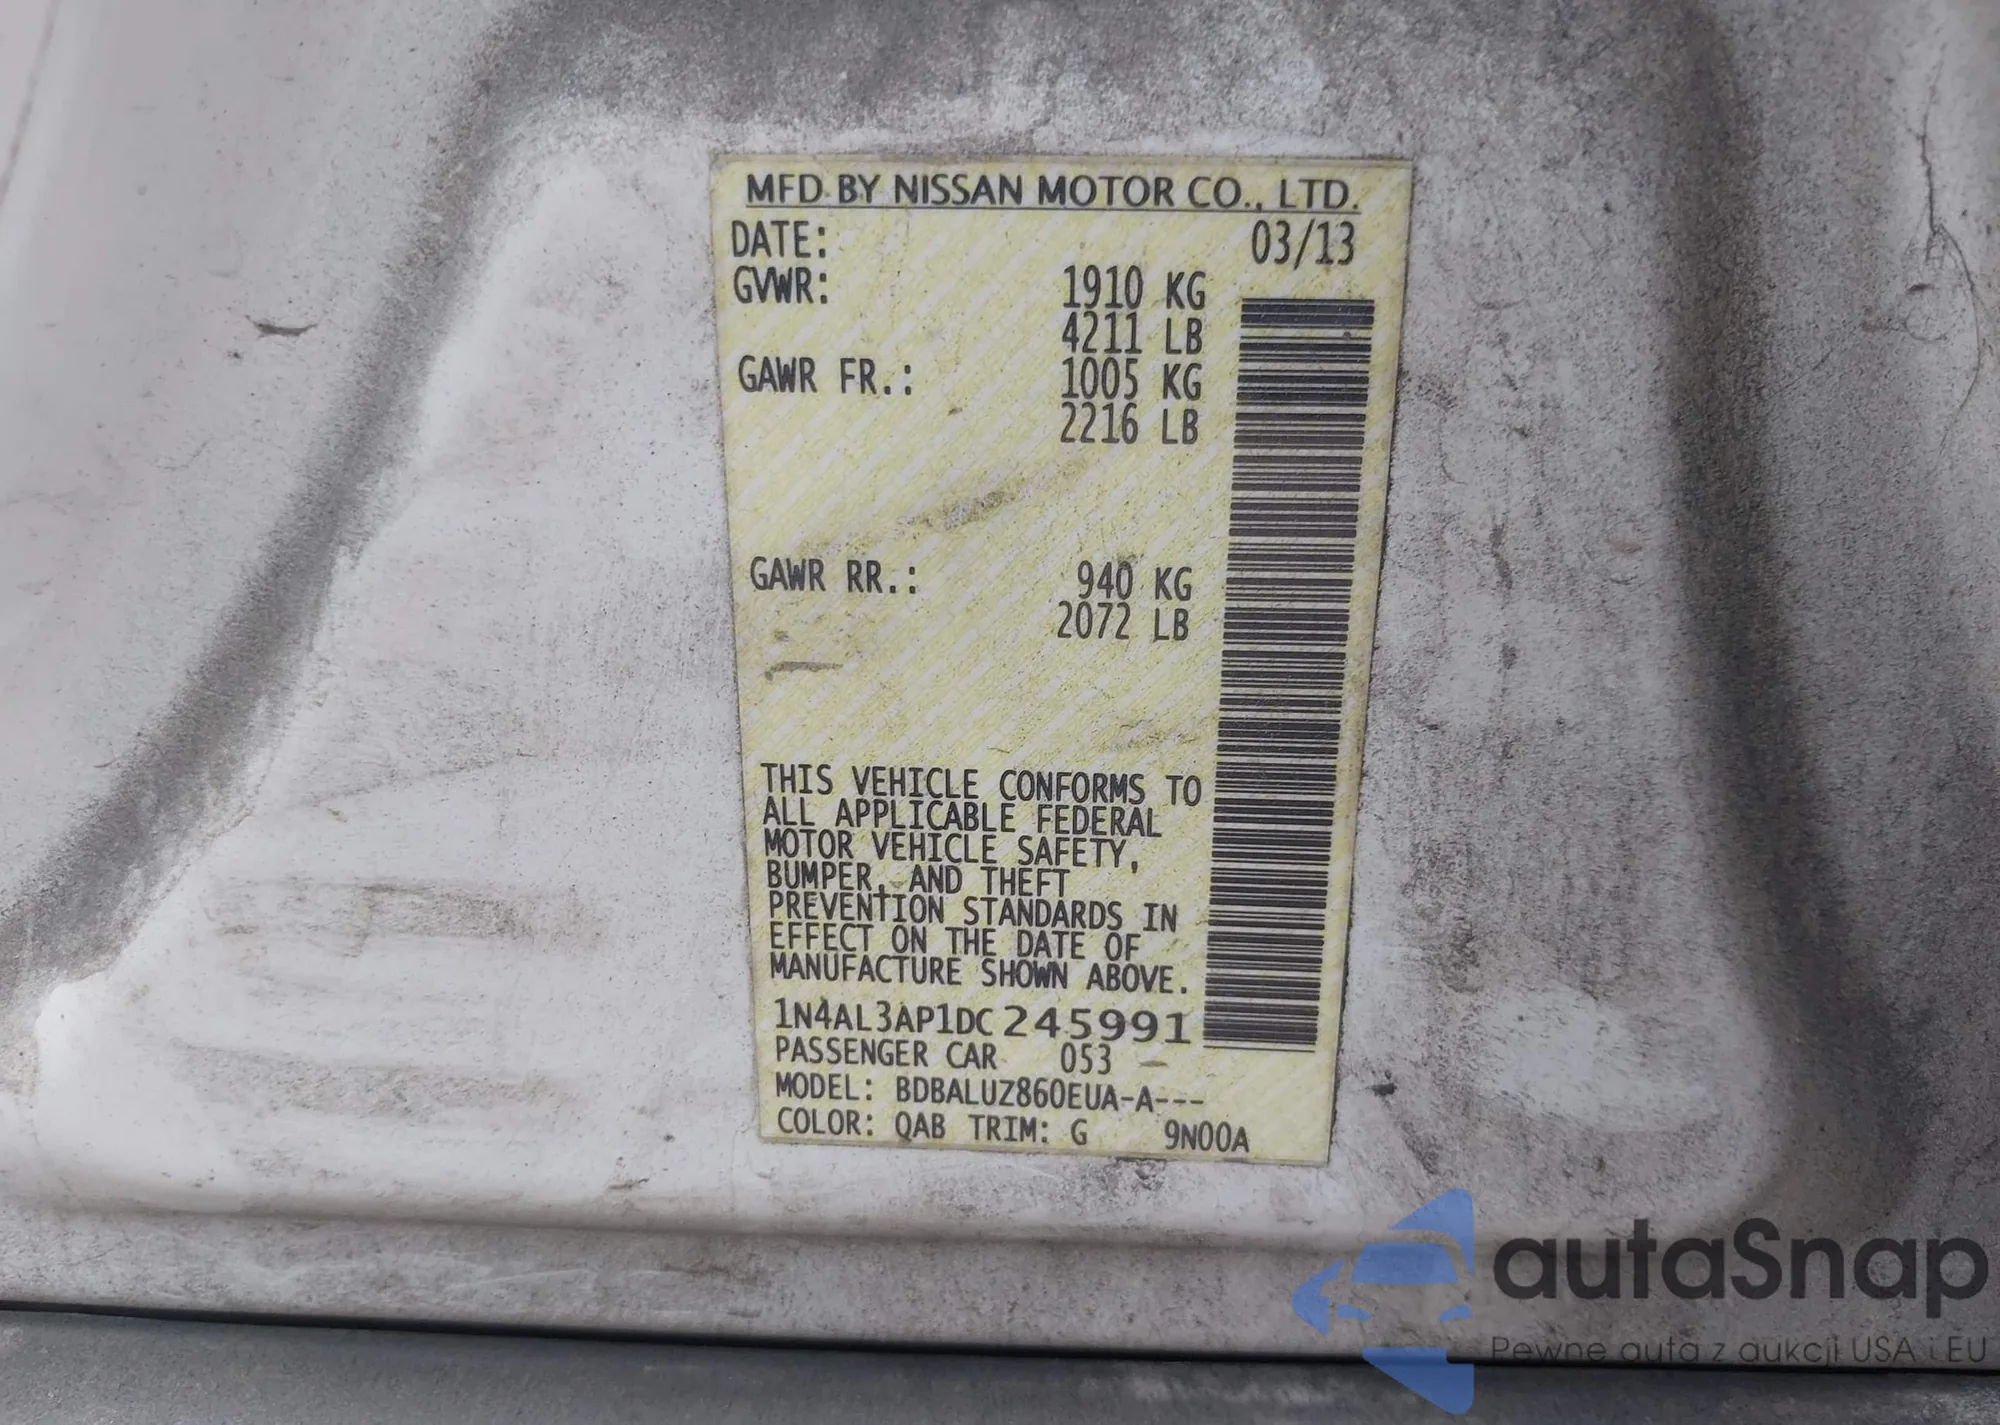 MFD BY NISSAN MOTOR CO., LTD.
DATE: 03/13
GVWR: 1910 KG
4211 LB
GAWR FR.: 1005 KG
2216 LB
GAWR RR.: 940 KG
2072 LB
THIS VEHICLE CONFORMS TO
ALL APPLICABLE FEDERAL
MOTOR VEHICLE SAFETY,
BUMPER, AND THEFT
PREVENTION STANDARDS IN
EFFECT ON THE DATE OF
MANUFACTURE SHOWN ABOVE.
1N4AL3AP1DC245991
PASSENGER CAR 053
MODEL: BDBALUZ860EUA-A---
COLOR: QAB TRIM: G 9N00A
autaSnap
Pewne auta z aukcji USA i EU